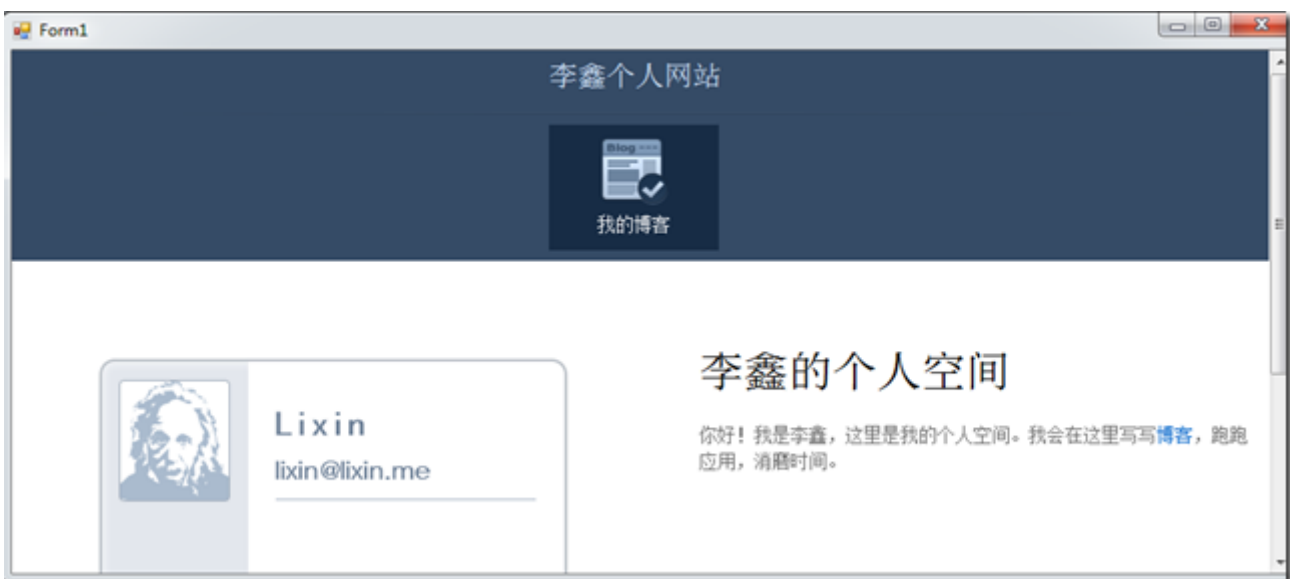 Form1
李鑫个人网站
Blog
我的博客
Lixin
lixin@lixin.me
李鑫的个人空间
你好！我是李鑫，这里是我的个人空间。我会在这里写写博客，跑跑
应用，消磨时间。